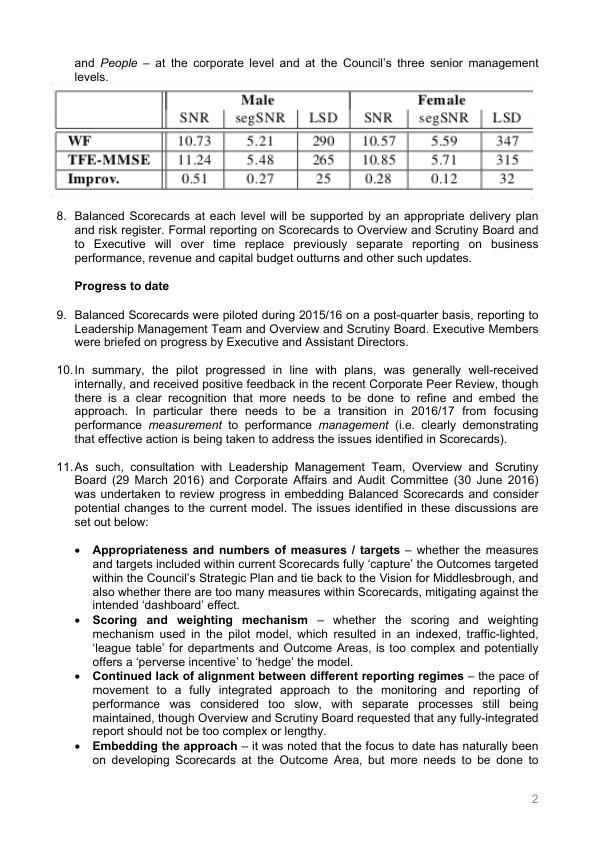 and People – at the corporate level and at the Council's three senior management
levels.
Male Female
SNR segSNR LSD SNR segSNR LSD
WF 10.73 5.21 290 10.57 5.59 347
TFE-MMSE 11.24 5.48 265 10.85 5.71 315
Improv. 0.51 0.27 25 0.28 0.12 32
8. Balanced Scorecards at each level will be supported by an appropriate delivery plan
and risk register. Formal reporting on Scorecards to Overview and Scrutiny Board and
to Executive will over time replace previously separate reporting on business
performance, revenue and capital budget outturns and other such updates.
Progress to date
9. Balanced Scorecards were piloted during 2015/16 on a post-quarter basis, reporting to
Leadership Management Team and Overview and Scrutiny Board. Executive Members
were briefed on progress by Executive and Assistant Directors.
10. In summary, the pilot progressed in line with plans, was generally well-received
internally, and received positive feedback in the recent Corporate Peer Review, though
there is a clear recognition that more needs to be done to refine and embed the
approach. In particular there needs to be a transition in 2016/17 from focusing
performance measurement to performance management (i.e. clearly demonstrating
that effective action is being taken to address the issues identified in Scorecards).
11. As such, consultation with Leadership Management Team, Overview and Scrutiny
Board (29 March 2016) and Corporate Affairs and Audit Committee (30 June 2016)
was undertaken to review progress in embedding Balanced Scorecards and consider
potential changes to the current model. The issues identified in these discussions are
set out below:
• Appropriateness and numbers of measures / targets – whether the measures
and targets included within current Scorecards fully 'capture' the Outcomes targeted
within the Council's Strategic Plan and tie back to the Vision for Middlesbrough, and
also whether there are too many measures within Scorecards, mitigating against the
intended 'dashboard' effect.
• Scoring and weighting mechanism – whether the scoring and weighting
mechanism used in the pilot model, which resulted in an indexed, traffic-lighted,
'league table' for departments and Outcome Areas, is too complex and potentially
offers a 'perverse incentive' to 'hedge' the model.
• Continued lack of alignment between different reporting regimes – the pace of
movement to a fully integrated approach to the monitoring and reporting of
performance was considered too slow, with separate processes still being
maintained, though Overview and Scrutiny Board requested that any fully-integrated
report should not be too complex or lengthy.
• Embedding the approach – it was noted that the focus to date has naturally been
on developing Scorecards at the Outcome Area, but more needs to be done to
2